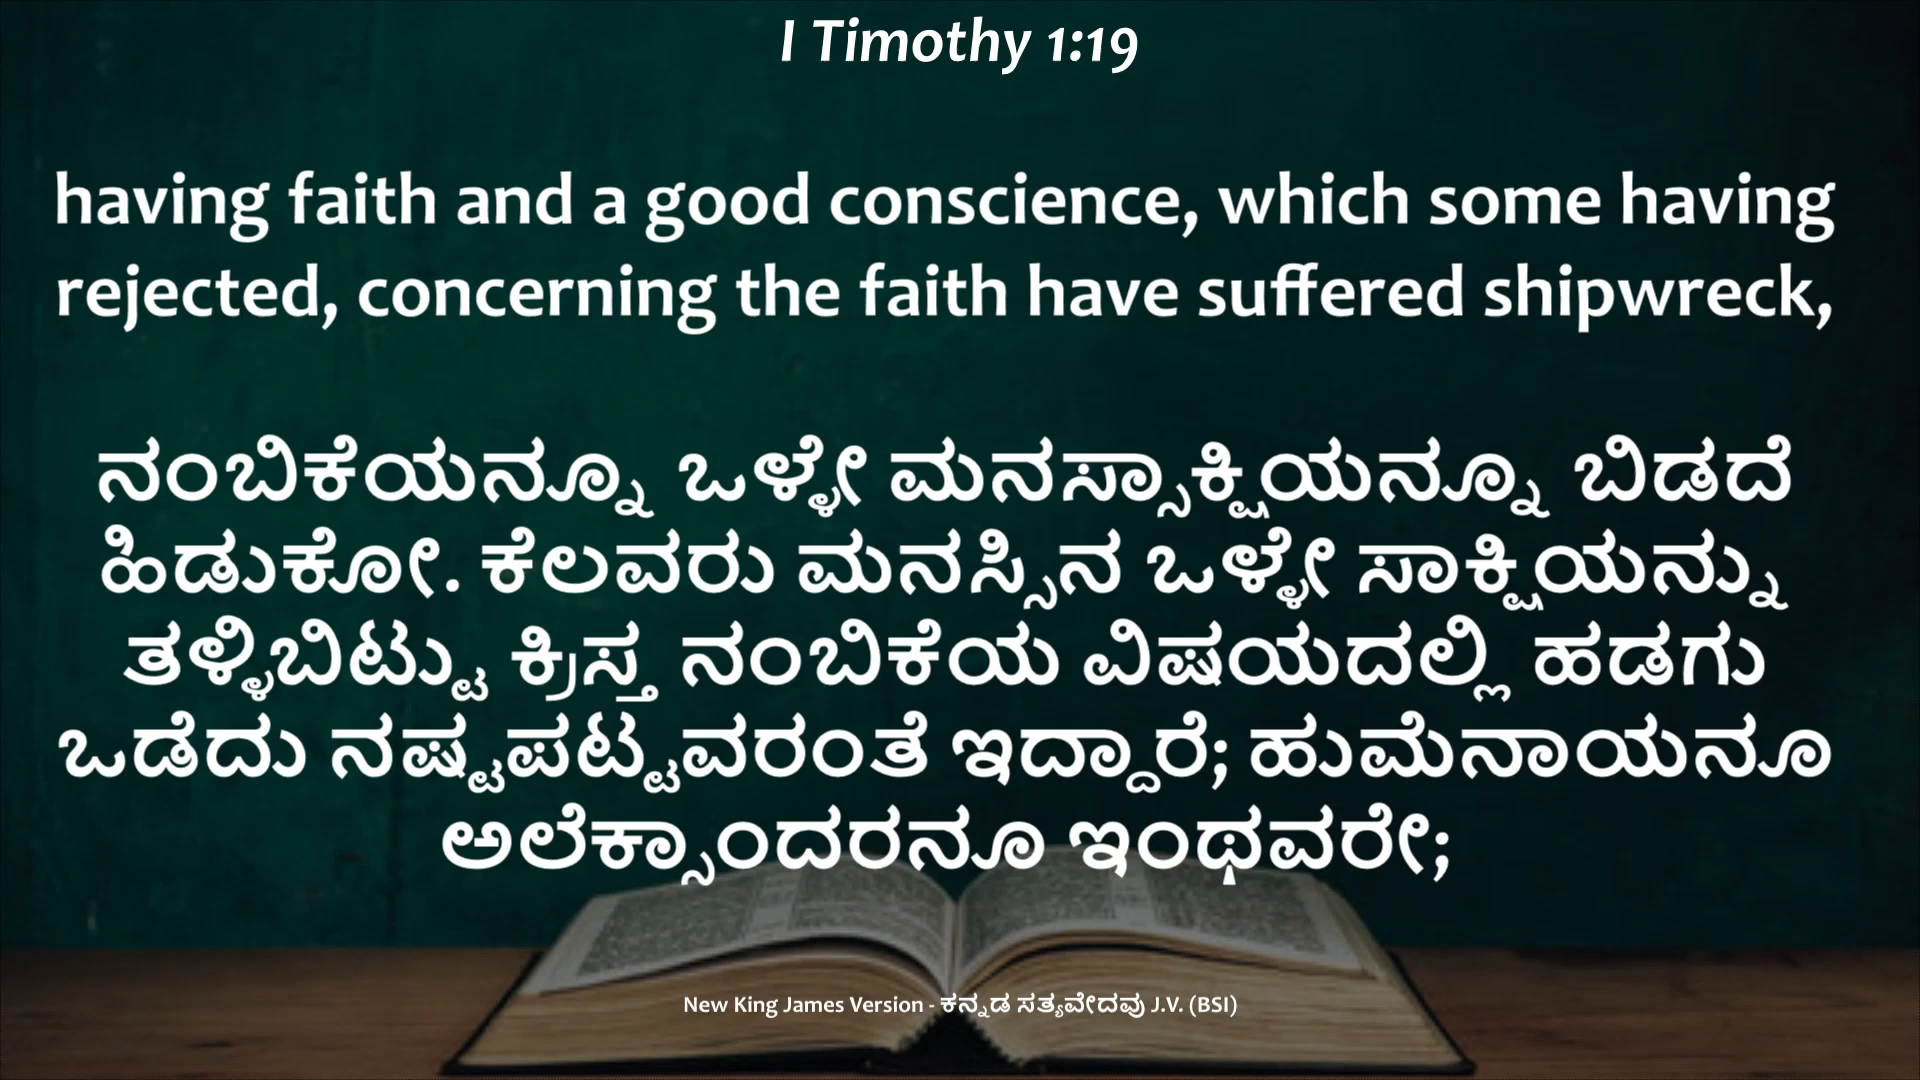 I Timothy 1:19
having faith and a good conscience, which some having
rejected, concerning the faith have suffered shipwreck,
ನಂಬಿಕೆಯನ್ನೂ ಒಳ್ಳೇ ಮನಸ್ಸಾಕ್ಷಿಯನ್ನೂ ಬಿಡದೆ
ಹಿಡುಕೋ. ಕೆಲವರು ಮನಸ್ಸಿನ ಒಳ್ಳೇ ಸಾಕ್ಷಿಯನ್ನು
ತಳ್ಳಿಬಿಟ್ಟು ಕ್ರಿಸ್ತ ನಂಬಿಕೆಯ ವಿಷಯದಲ್ಲಿ ಹಡಗು
ಒಡೆದು ನಷ್ಟಪಟ್ಟವರಂತೆ ಇದ್ದಾರೆ; ಹುಮೆನಾಯನೂ
ಅಲೆಕ್ಸಾಂದರನೂ ಇಂಥವರೇ;
New King James Version - ಕನ್ನಡ ಸತ್ಯವೇದವು J.V. (BSI)